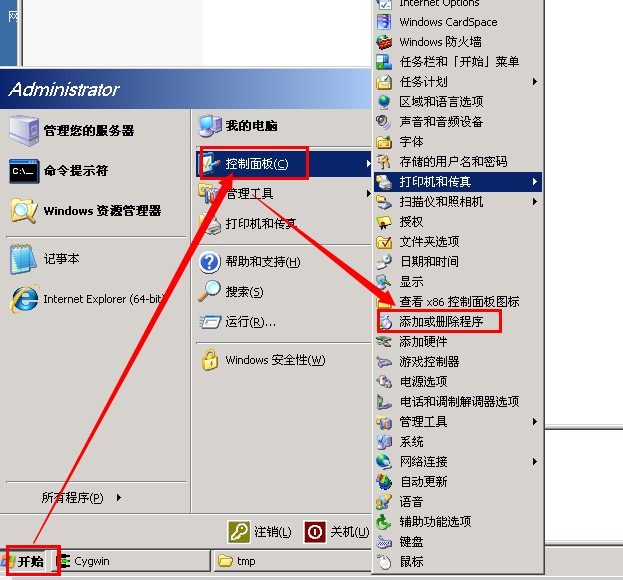 网
Administrator
管理您的服务器
命令提示符
Windows 资源管理器
记事本
Internet Explorer (64-bit)
所有程序(P)
我的电脑
控制面板(C)
管理工具
打印机和传真
帮助和支持(H)
搜索(S)
运行(R)...
Windows 安全性(W)
注销(L)
关机(U)
Internet Options
Windows CardSpace
Windows 防火墙
任务栏和「开始」菜单
任务计划
区域和语言选项
声音和音频设备
字体
存储的用户名和密码
打印机和传真
扫描仪和照相机
授权
文件夹选项
日期和时间
显示
查看 x86 控制面板图标
添加或删除程序
添加硬件
游戏控制器
电源选项
电话和调制解调器选项
管理工具
系统
网络连接
自动更新
语音
辅助功能选项
键盘
鼠标
开始
Cygwin
tmp